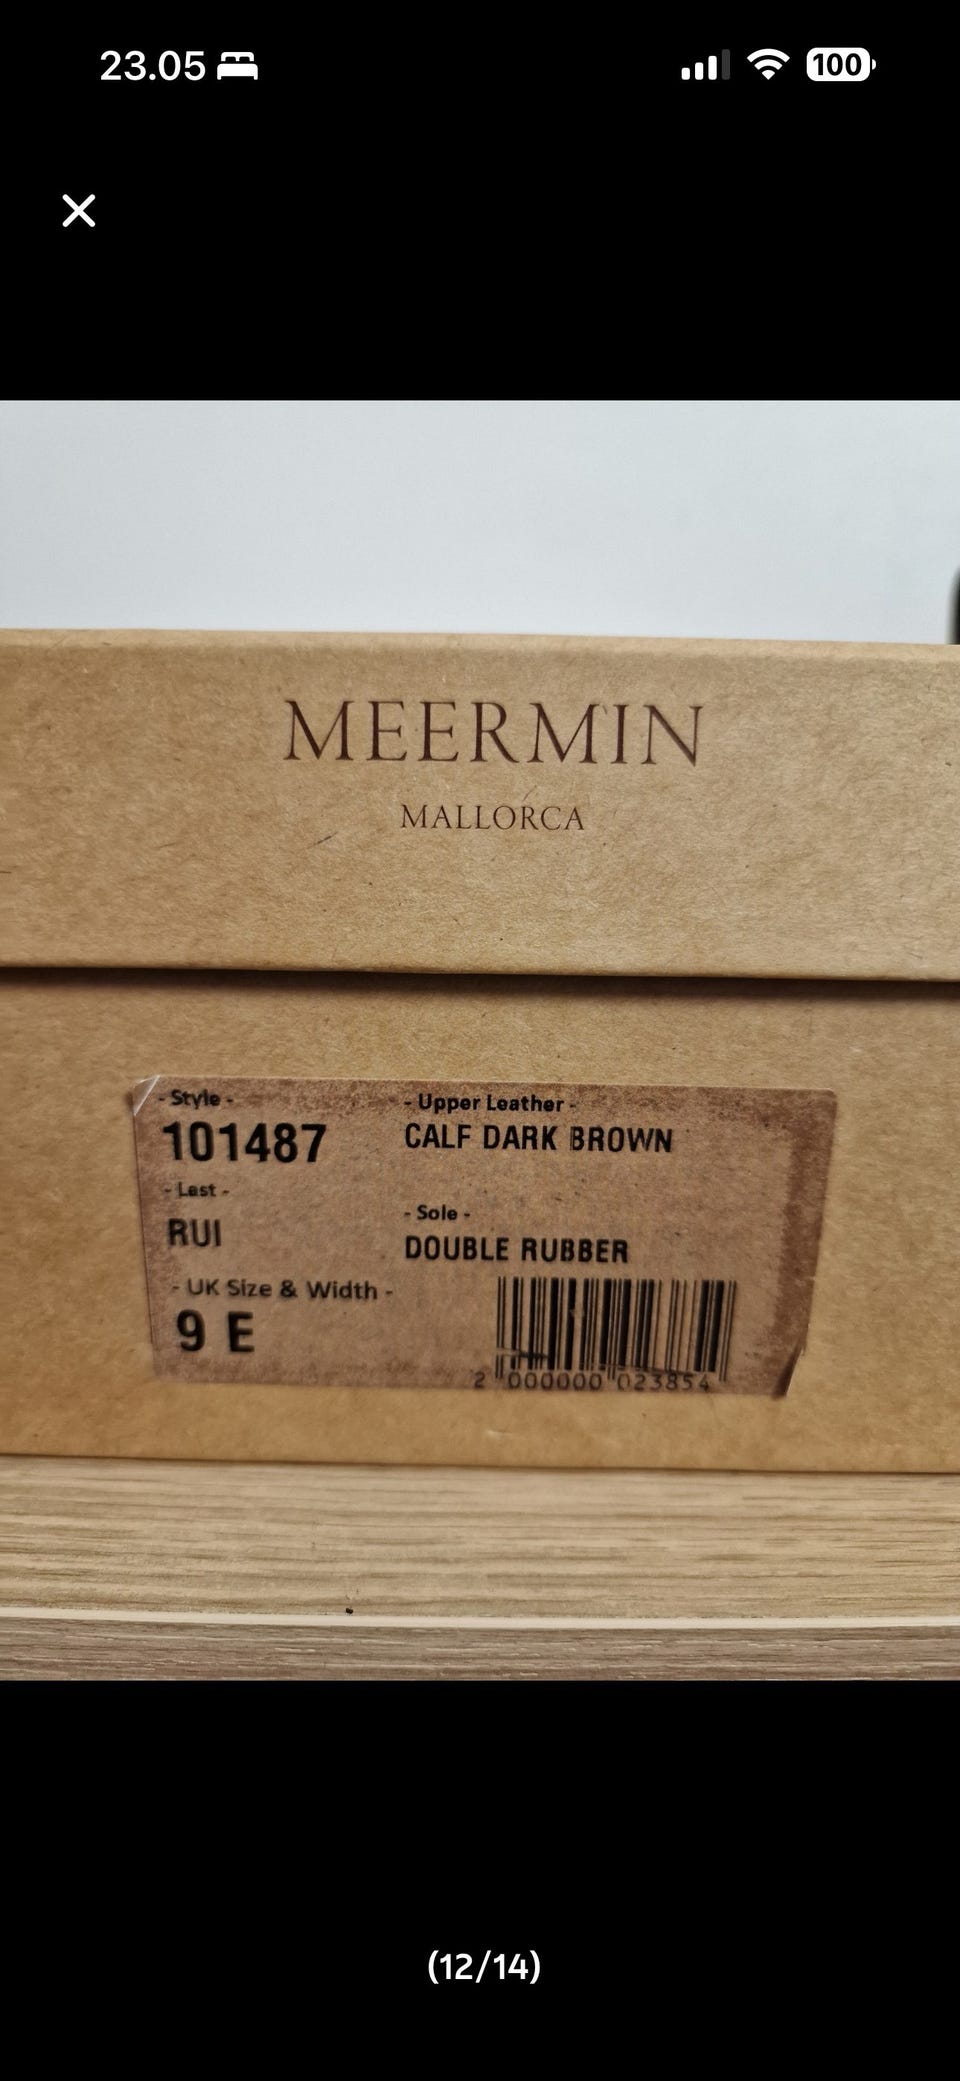 23.05
100
MEERMIN
MALLORCA
- Style -
- Upper Leather -
101487
CALF DARK BROWN
- Last -
RUI
- Sole -
DOUBLE RUBBER
- UK Size & Width -
9 E
2 000000 023854
(12/14)